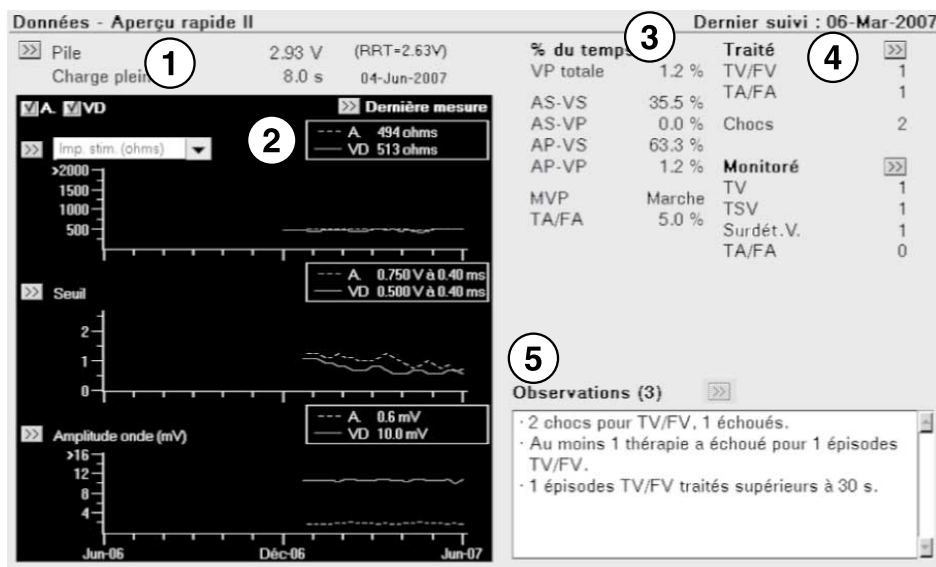 Données - Aperçu rapide II
Dernier suivi : 06-Mar-2007
>> Pile 2.93 V (RRT=2.63V)
Charge plein 8.0 s 04-Jun-2007
1
A. VD >> Dernière mesure
2
--- A. 494 ohms
— VD 513 ohms
>> Imp. stim. (ohms)
>2000
1500
1000
500
--- A. 0.750 V à 0.40 ms
— VD 0.500 V à 0.40 ms
>> Seuil
2
1
0
--- A. 0.6 mV
— VD 10.0 mV
>> Amplitude onde (mV)
>16
12
8
4
Jun-06 Déc-06 Jun-07
% du temps
3
VP totale 1.2 %
AS-VS 35.5 %
AS-VP 0.0 %
AP-VS 63.3 %
AP-VP 1.2 %
MVP Marche
TA/FA 5.0 %
Traité >>
4
TV/FV 1
TA/FA 1
Chocs 2
Monitoré >>
TV 1
TSV 1
Surdét.V. 1
TA/FA 0
5
Observations (3) >>
· 2 chocs pour TV/FV, 1 échoués.
· Au moins 1 thérapie a échoué pour 1 épisodes
TV/FV.
· 1 épisodes TV/FV traités supérieurs à 30 s.